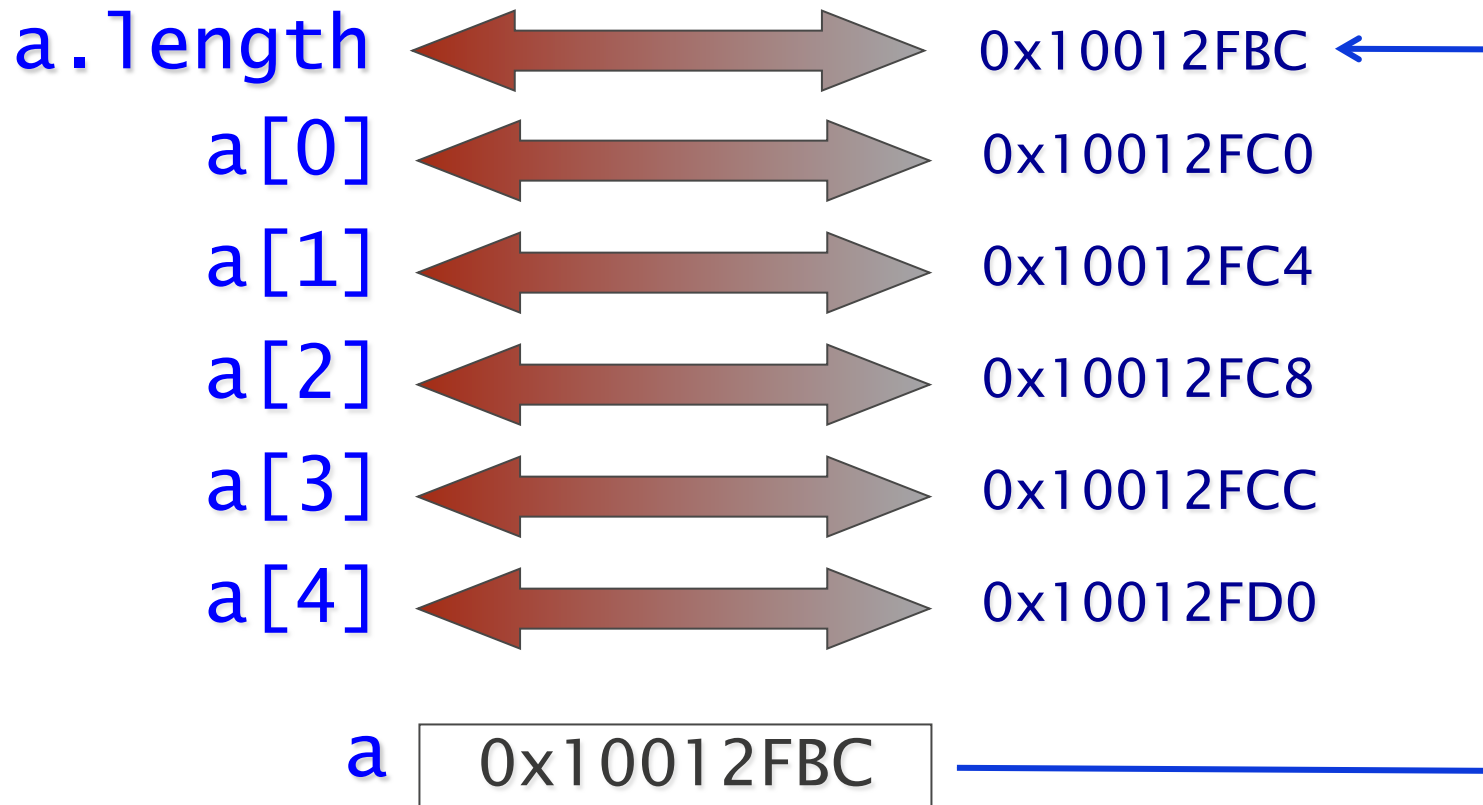 a.length 0x10012FBC
a[0] 0x10012FC0
a[1] 0x10012FC4
a[2] 0x10012FC8
a[3] 0x10012FCC
a[4] 0x10012FD0
a 0x10012FBC